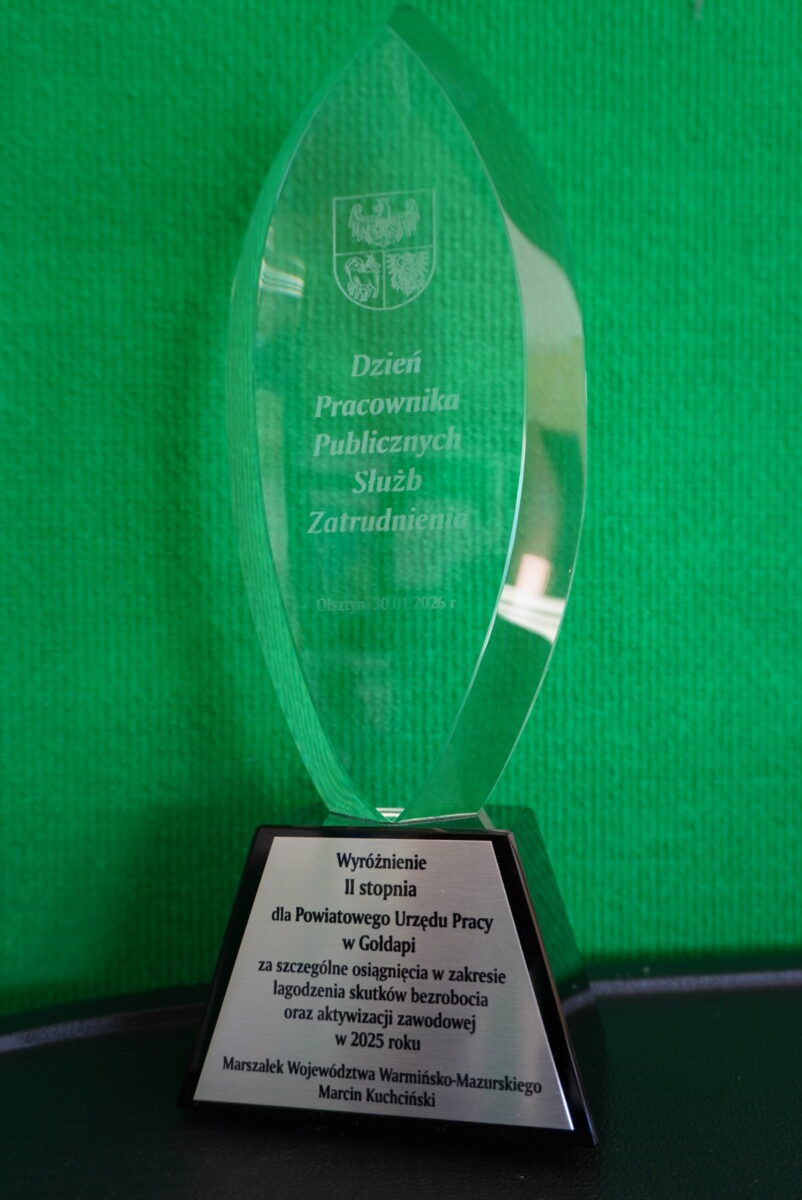 Dzień
Pracownika
Publicznych
Służb
Zatrudnienia
Olsztyn 30.01.2026 r
Wyróżnienie
II stopnia
dla Powiatowego Urzędu Pracy
w Gołdapi
za szczególne osiągnięcia w zakresie
łagodzenia skutków bezrobocia
oraz aktywizacji zawodowej
w 2025 roku
Marszałek Województwa Warmińsko-Mazurskiego
Marcin Kuchciński